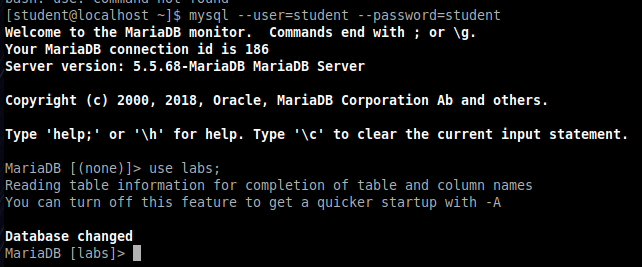 bash: use: command not found
[student@localhost ~]$ mysql --user=student --password=student
Welcome to the MariaDB monitor.  Commands end with ; or \g.
Your MariaDB connection id is 186
Server version: 5.5.68-MariaDB MariaDB Server

Copyright (c) 2000, 2018, Oracle, MariaDB Corporation Ab and others.

Type 'help;' or '\h' for help. Type '\c' to clear the current input statement.

MariaDB [(none)]> use labs;
Reading table information for completion of table and column names
You can turn off this feature to get a quicker startup with -A

Database changed
MariaDB [labs]>